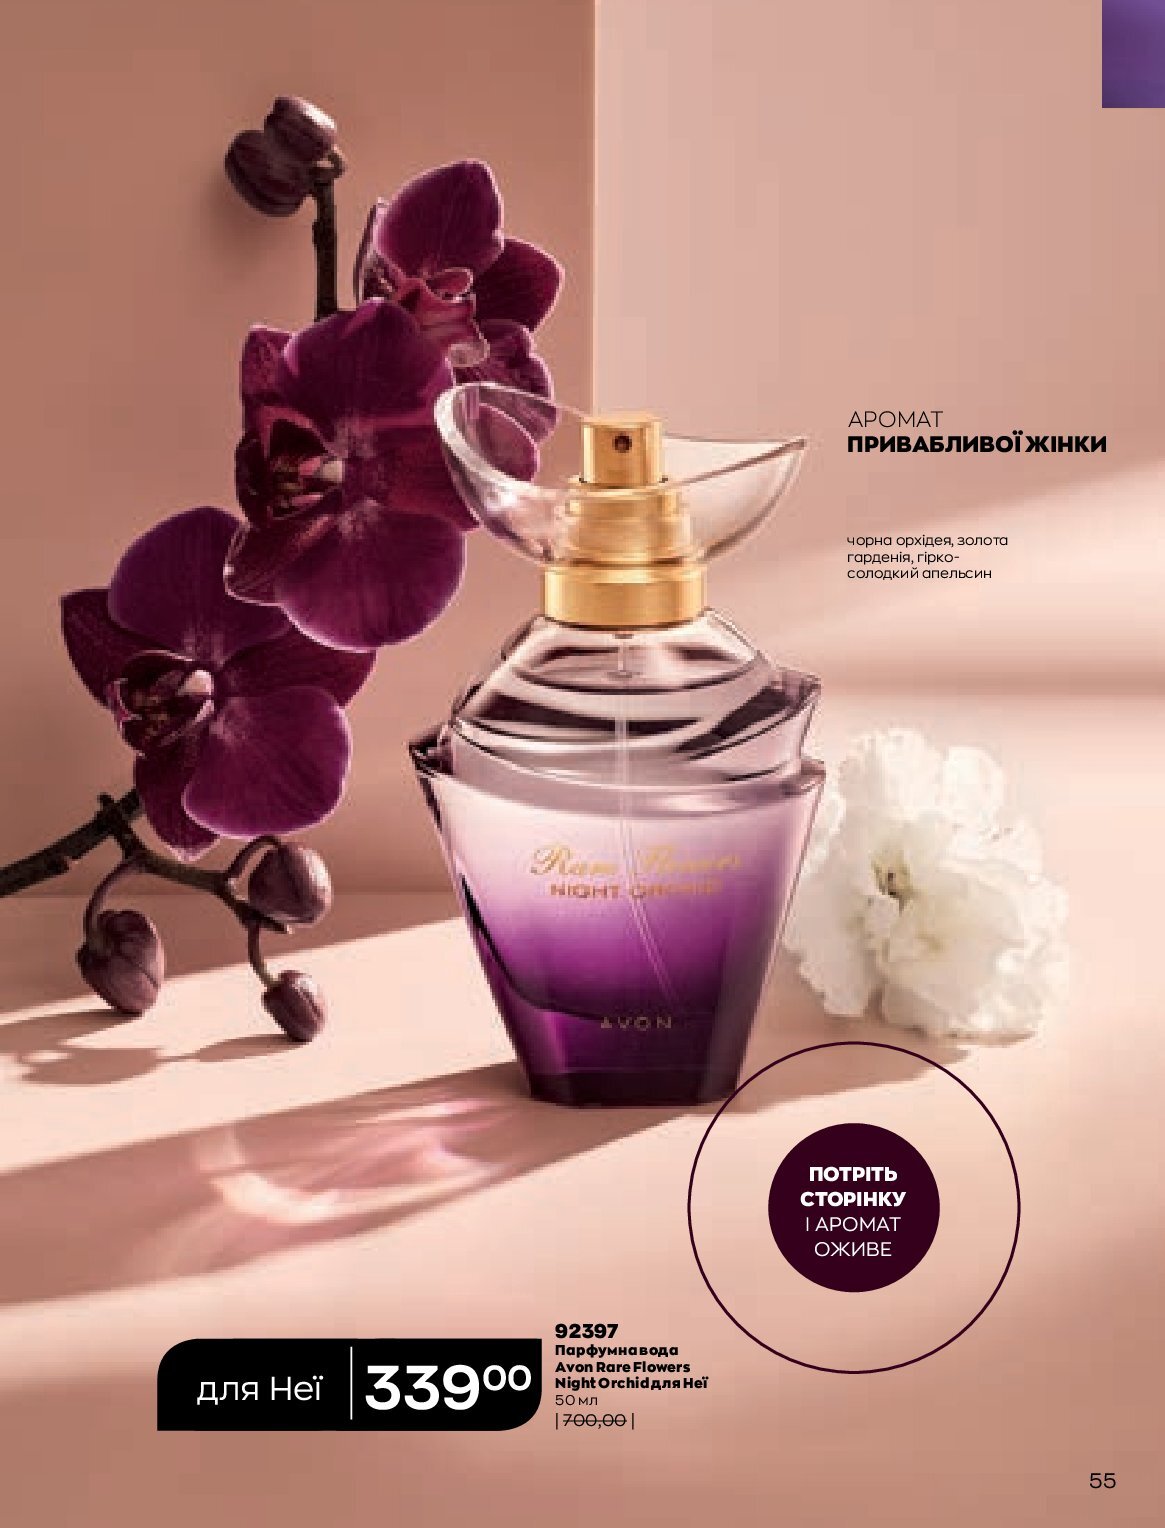 АРОМАТ
ПРИВАБЛИВОЇ ЖІНКИ
чорна орхідея, золота
гарденія, гірко-
солодкий апельсин
Rare Flowers
NIGHT ORCHID
AVON
ПОТРІТЬ
СТОРІНКУ
І АРОМАТ
ОЖИВЕ
для Неї 339⁰⁰
92397
Парфумна вода
Avon Rare Flowers
Night Orchid для Неї
50 мл
| 700,00 |
55